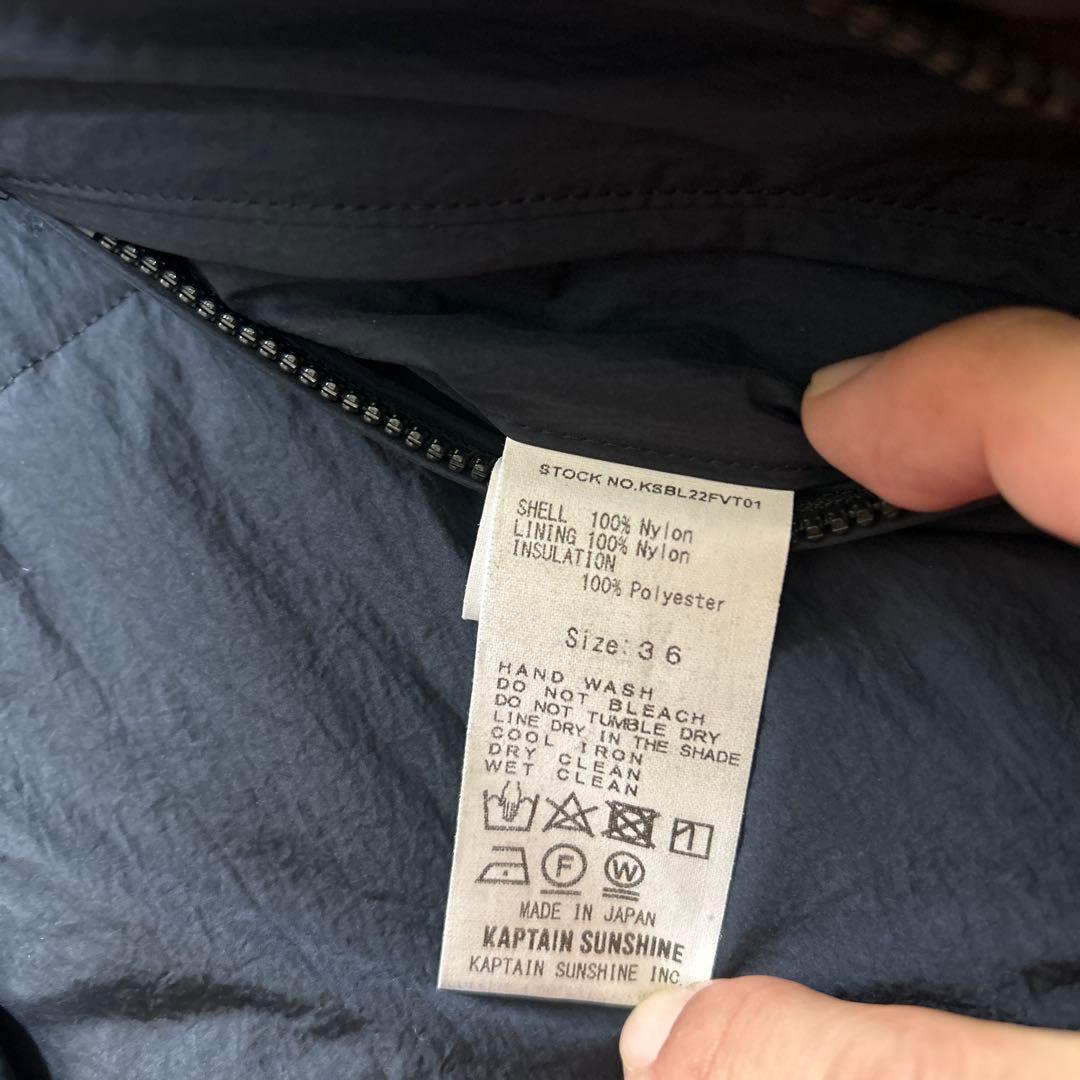 STOCK NO.KSBL22FVT01
SHELL 100% Nylon
LINING 100% Nylon
INSULATION
100% Polyester
Size: 36
HAND WASH
DO NOT BLEACH
DO NOT TUMBLE DRY
LINE DRY IN THE SHADE
COOL IRON
DRY CLEAN
WET CLEAN
F W
MADE IN JAPAN
KAPTAIN SUNSHINE
KAPTAIN SUNSHINE INC.